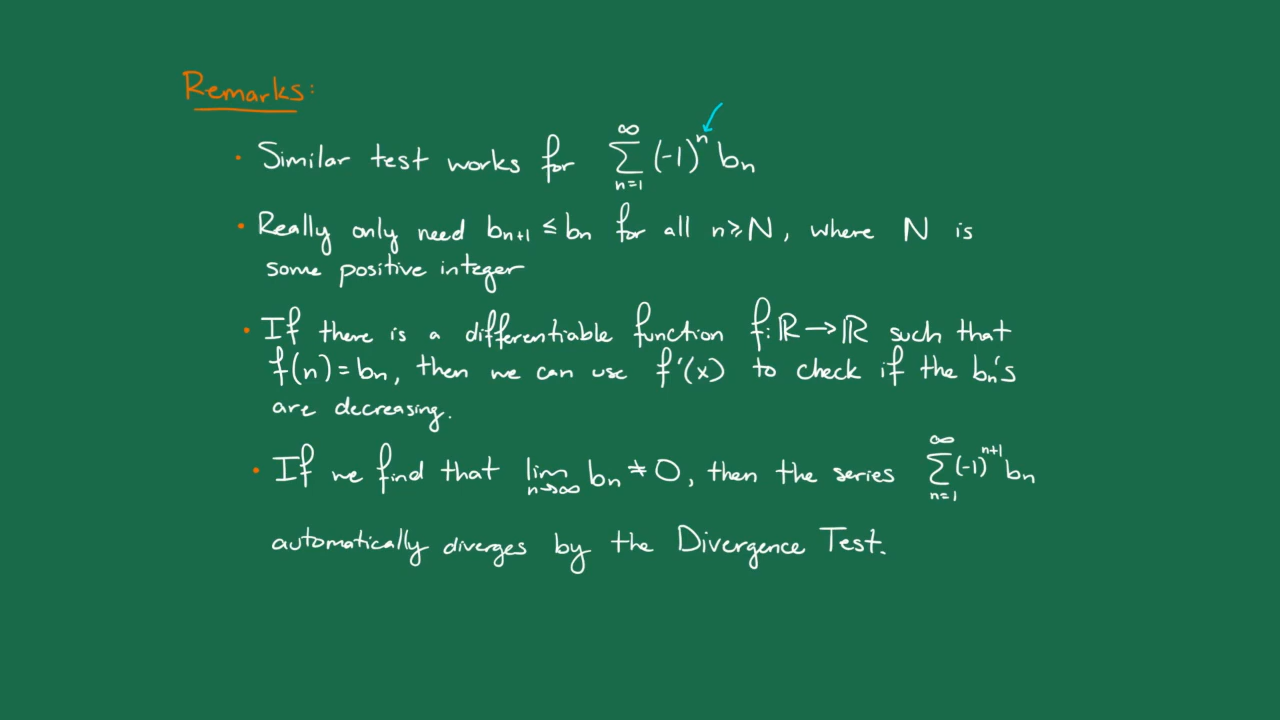 Remarks:
• Similar test works for ∑_{n=1}^{∞} (-1)^n b_n
• Really only need b_{n+1} ≤ b_n for all n ≥ N, where N is
some positive integer
• If there is a differentiable function f: ℝ → ℝ such that
f(n) = b_n, then we can use f'(x) to check if the b_n's
are decreasing.
• If we find that lim_{n→∞} b_n ≠ 0, then the series ∑_{n=1}^{∞} (-1)^{n+1} b_n
automatically diverges by the Divergence Test.